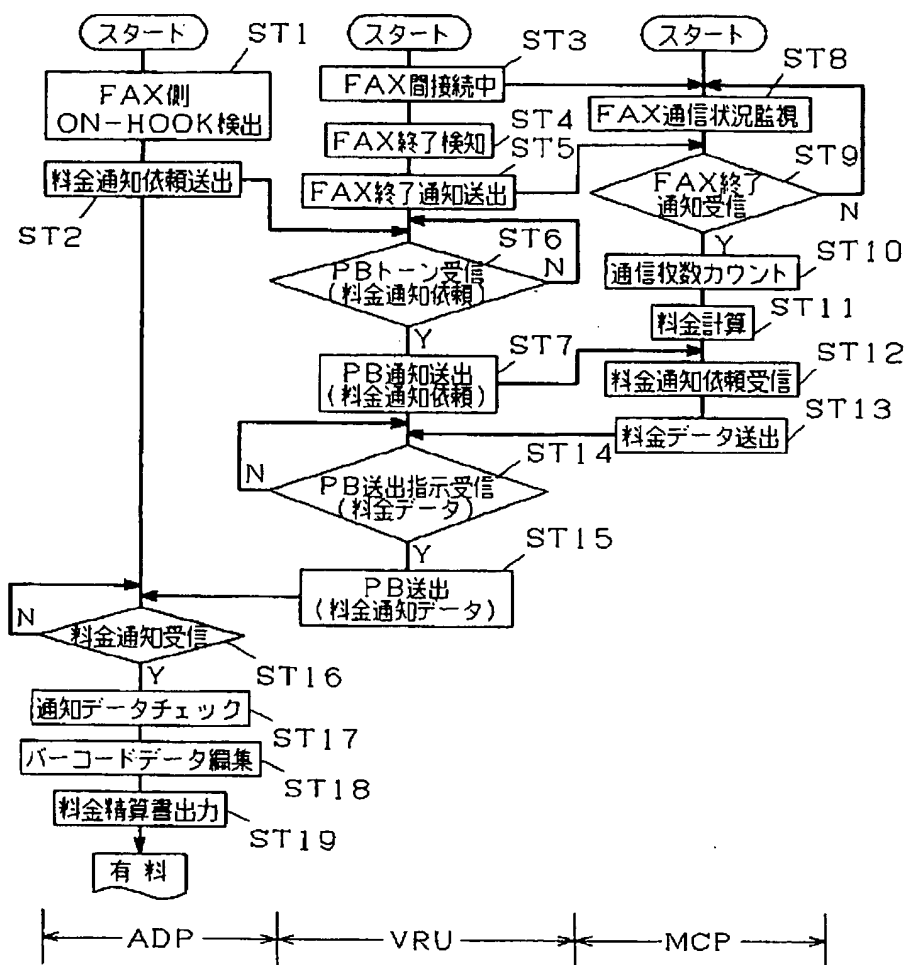 スタード
ST1
FAX側
ON-HOOK検出
料金通知依頼送出
ST2
スタート
ST3
FAX間接続中
ST4
FAX終了検知
ST5
FAX終了通知送出
ST6
PBトーン受信
(料金通知依頼)
N
Y
ST7
PB通知送出
(料金通知依頼)
スタート
ST8
FAX通信状況監視
ST9
FAX終了
通知受信
N
Y
ST10
通信枚数カウント
ST11
料金計算
ST12
料金通知依頼受信
ST13
料金データ送出
ST14
N
PB送出指示受信
(料金データ)
Y
ST15
PB送出
(料金通知データ)
N
料金通知受信
ST16
Y
通知データチェック
ST17
バーコードデータ編集
ST18
料金精算書出力
ST19
有料
ADP
VRU
MCP